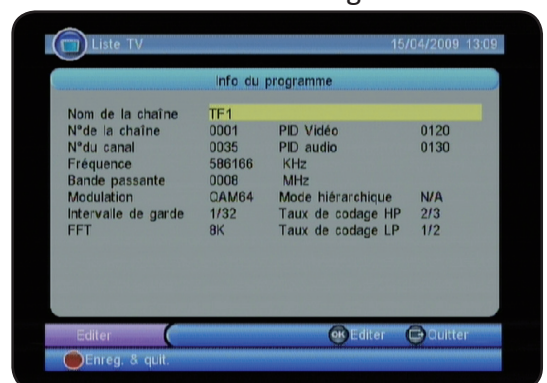 Liste TV 15/04/2009 13:09
Info du programme
Nom de la chaîne TF1
N°de la chaîne 0001 PID Vidéo 0120
N°du canal 0035 PID audio 0130
Fréquence 586166 KHz
Bande passante 0008 MHz
Modulation QAM64 Mode hiérarchique N/A
Intervalle de garde 1/32 Taux de codage HP 2/3
FFT 8K Taux de codage LP 1/2
Editer OK Editer Quitter
Enreg. & quit.